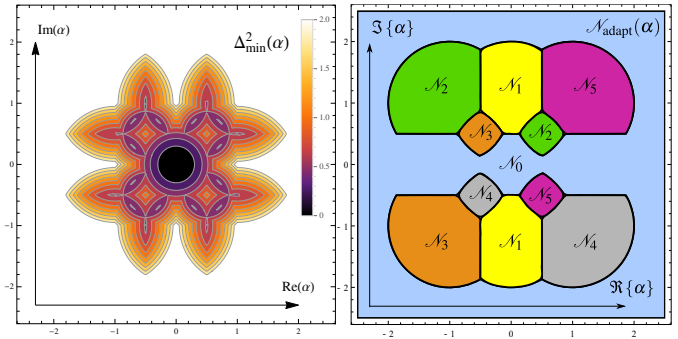 Im(α)
Δ²min(α)
2.0
1.5
1.0
0.5
0
Re(α)
2
1
0
−1
−2
−2 −1 0 1 2
ℑ{α}
𝒩adapt(α)
𝒩2 𝒩1 𝒩5
𝒩3 𝒩2
𝒩0
𝒩4 𝒩5
𝒩3 𝒩1 𝒩4
ℜ{α}
2
1
0
-1
-2
- 2 -1 0 1 2